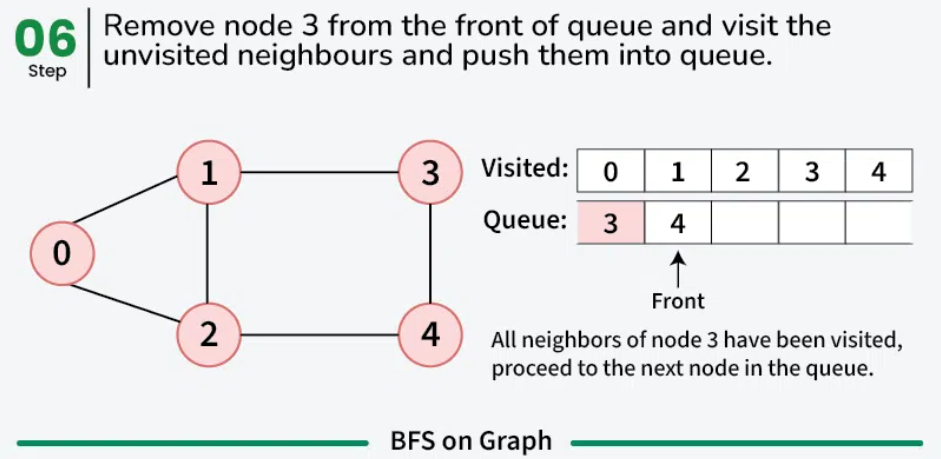 06
Step
Remove node 3 from the front of queue and visit the
unvisited neighbours and push them into queue.
0
1
2
3
4
Visited: 0 1 2 3 4
Queue: 3 4
Front
All neighbors of node 3 have been visited,
proceed to the next node in the queue.
BFS on Graph